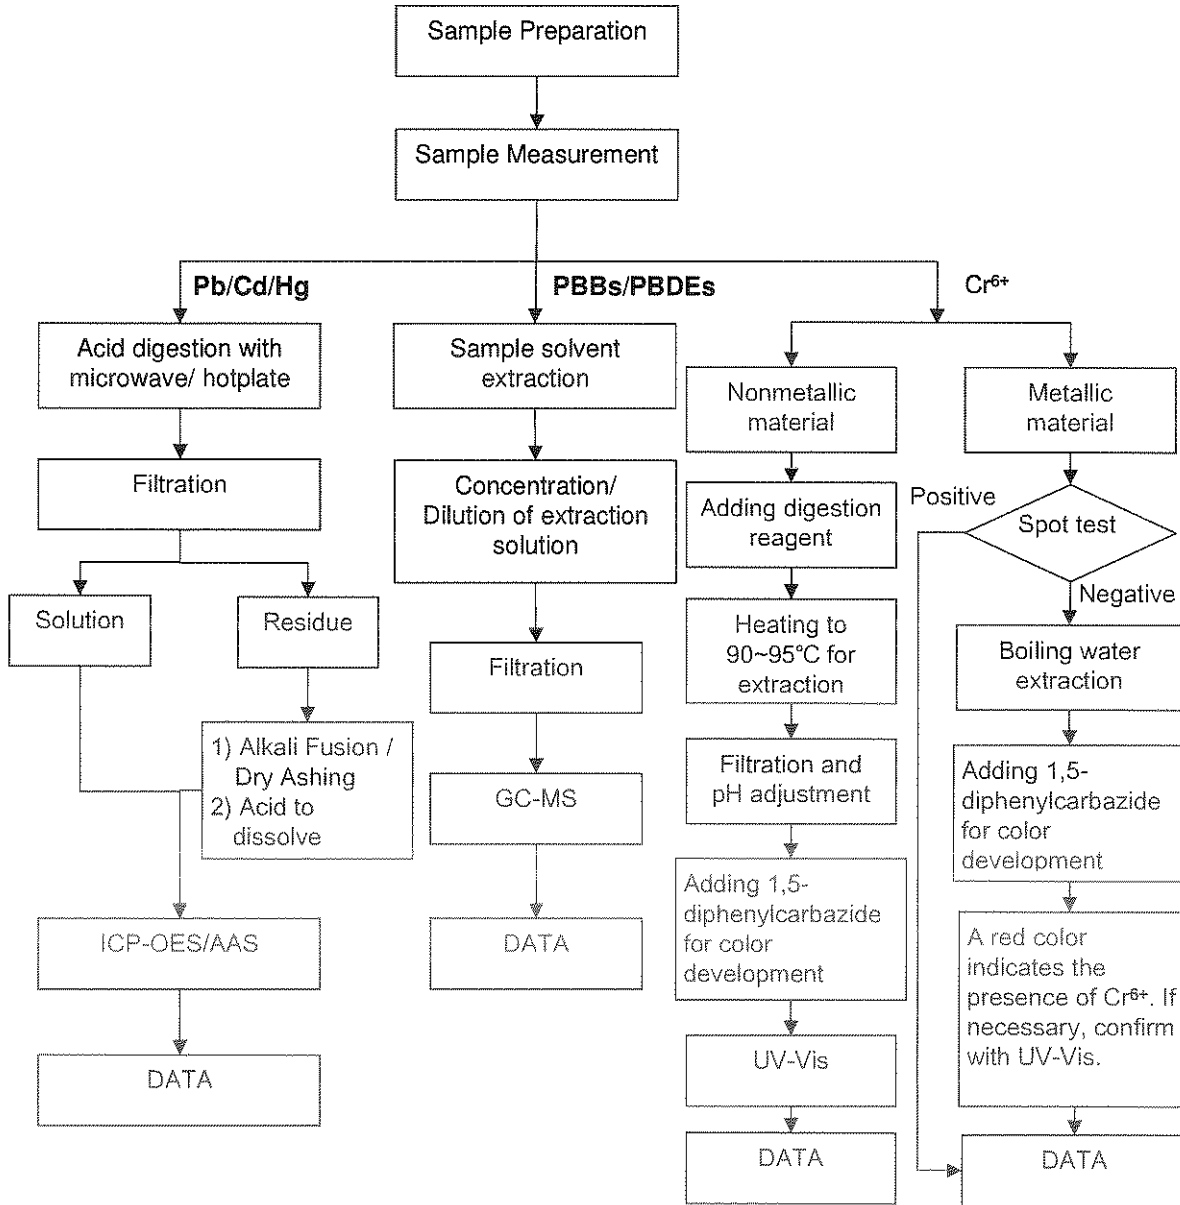 Sample Preparation
Sample Measurement
Pb/Cd/Hg
PBBs/PBDEs
Cr⁶⁺
Acid digestion with
microwave/ hotplate
Filtration
Solution
Residue
1) Alkali Fusion /
Dry Ashing
2) Acid to
dissolve
ICP-OES/AAS
DATA
Sample solvent
extraction
Concentration/
Dilution of extraction
solution
Filtration
GC-MS
DATA
Nonmetallic
material
Adding digestion
reagent
Heating to
90~95°C for
extraction
Filtration and
pH adjustment
Adding 1,5-
diphenylcarbazide
for color
development
UV-Vis
DATA
Metallic
material
Positive
Spot test
Negative
Boiling water
extraction
Adding 1,5-
diphenylcarbazide
for color
development
A red color
indicates the
presence of Cr⁶⁺. If
necessary, confirm
with UV-Vis.
DATA